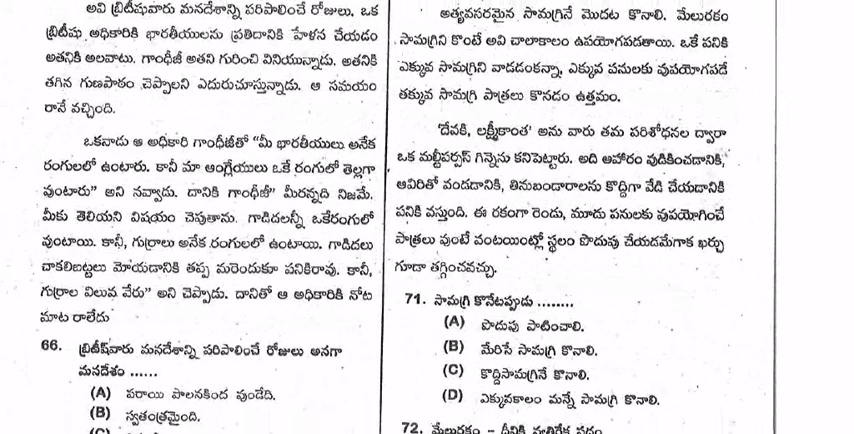 అవి బ్రిటీషువారు మనదేశాన్ని పరిపాలించే రోజులు. ఒక
బ్రిటీషు అధికారికి భారతీయులను ప్రతిదానికి హేళన చేయడం
అతనికి అలవాటు. గాంధీజీ అతని గురించి వినియున్నాడు. అతనికి
తగిన గుణపాఠం చెప్పాలని ఎదురుచూస్తున్నాడు. ఆ సమయం
రానే వచ్చింది.
ఒకనాడు ఆ అధికారి గాంధీజీతో "మీ భారతీయులు అనేక
రంగులలో ఉంటారు. కానీ మా ఆంగ్లేయులు ఒకే రంగులో తెల్లగా
వుంటారు" అని నవ్వాడు. దానికి గాంధీజీ" మీరన్నది నిజమే.
మీకు తెలియని విషయం చెపుతాను. గాడిదలన్నీ ఒకేరంగులో
వుంటాయి. కానీ, గుర్రాలు అనేక రంగులలో ఉంటాయి. గాడిదలు
చాకలిబట్టలు మోయడానికి తప్ప మరెందుకూ పనికిరావు. కానీ,
గుర్రాల విలువ వేరు" అని చెప్పాడు. దానితో ఆ అధికారికి నోట
మాట రాలేదు
66. బ్రిటీష్‌వారు మనదేశాన్ని పరిపాలించే రోజులు అనగా
మనదేశం ......
(A) పరాయి పాలనకింద వుండేది.
(B) స్వతంత్రమైంది.
అత్యవసరమైన సామగ్రినే మొదట కొనాలి. మేలురకం
సామగ్రిని కొంటే అవి చాలాకాలం ఉపయోగపడతాయి. ఒకే పనికి
ఎక్కువ సామగ్రిని వాడడంకన్నా, ఎక్కువ పనులకు వుపయోగపడే
తక్కువ సామగ్రి పాత్రలు కొనడం ఉత్తమం.
'దేవకి, లక్ష్మీకాంత' అను వారు తమ పరిశోధనల ద్వారా
ఒక మల్టీపర్పస్ గిన్నెను కనిపెట్టారు. అది ఆహారం వుడికించడానికి,
ఆవిరితో వండడానికి, తినుబండారాలను కొద్దిగా వేడి చేయడానికి
పనికి వస్తుంది. ఈ రకంగా రెండు, మూడు పనులకు వుపయోగించే
పాత్రలు వుంటే వంటయింట్లో స్థలం పొదుపు చేయడమేగాక ఖర్చు
గూడా తగ్గించవచ్చు.
71. సామగ్రి కొనేటప్పుడు ........
(A) పొదుపు పాటించాలి.
(B) మెరిసే సామగ్రి కొనాలి.
(C) కొద్దిసామగ్రినే కొనాలి.
(D) ఎక్కువకాలం మన్నే సామగ్రి కొనాలి.
72. మేలురకం – దీనికి వ్యతిరేక పదం